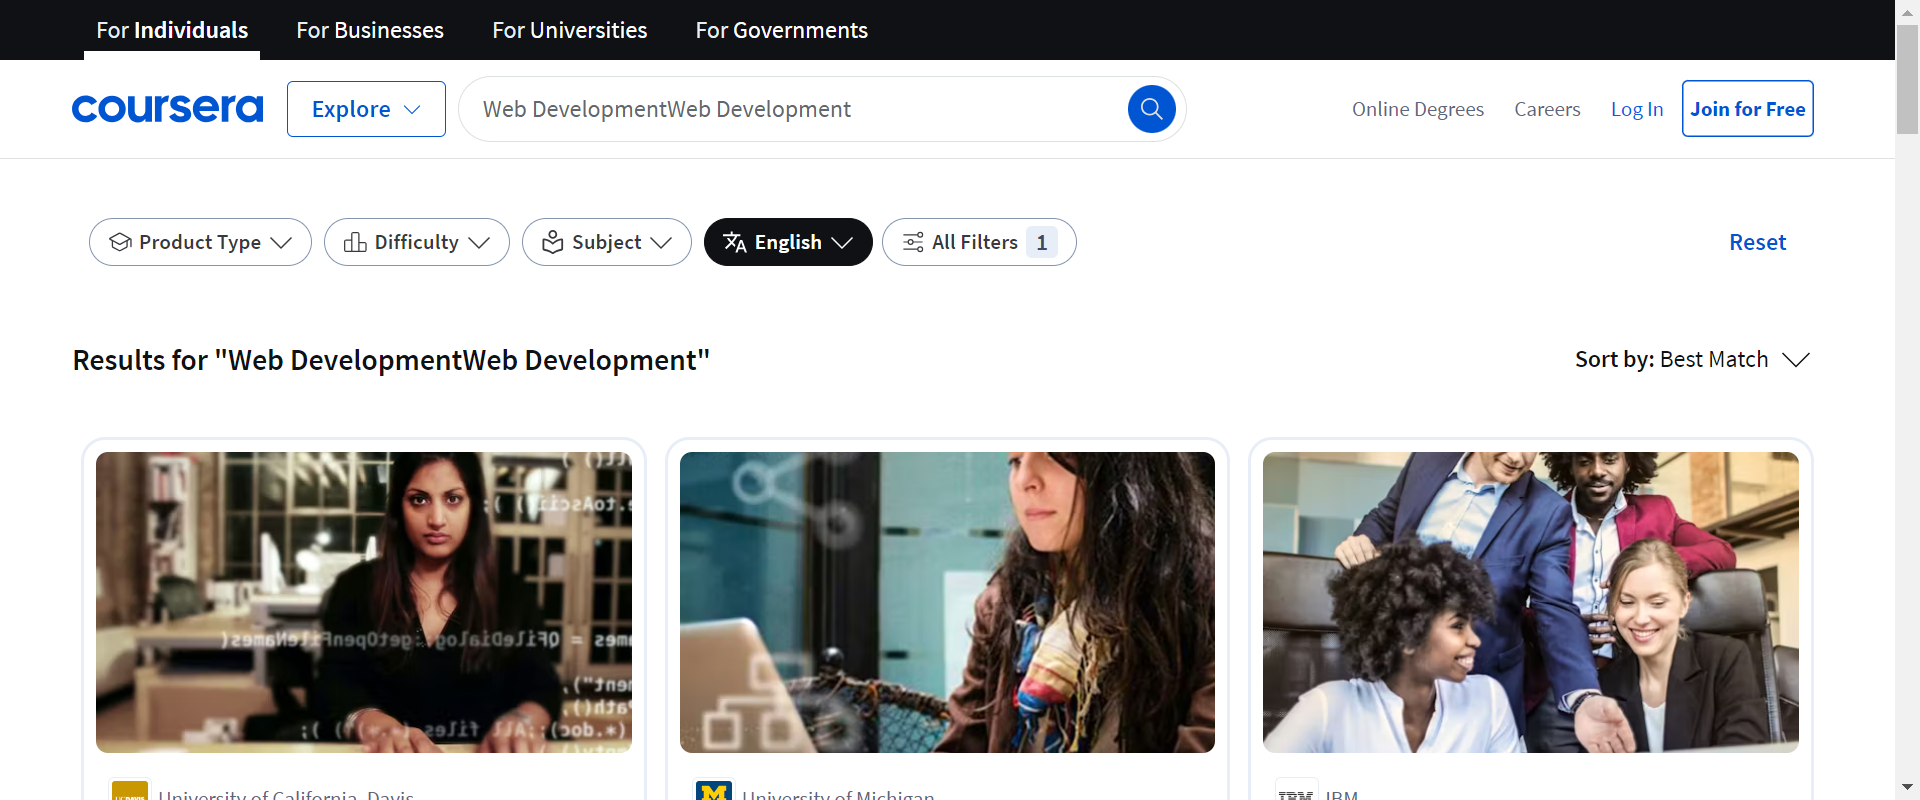 For Individuals For Businesses For Universities For Governments
coursera Explore Web DevelopmentWeb Development Online Degrees Careers Log In Join for Free
Product Type Difficulty Subject English All Filters 1 Reset
Results for "Web DevelopmentWeb Development" Sort by: Best Match
University of California, Davis University of Michigan IBM